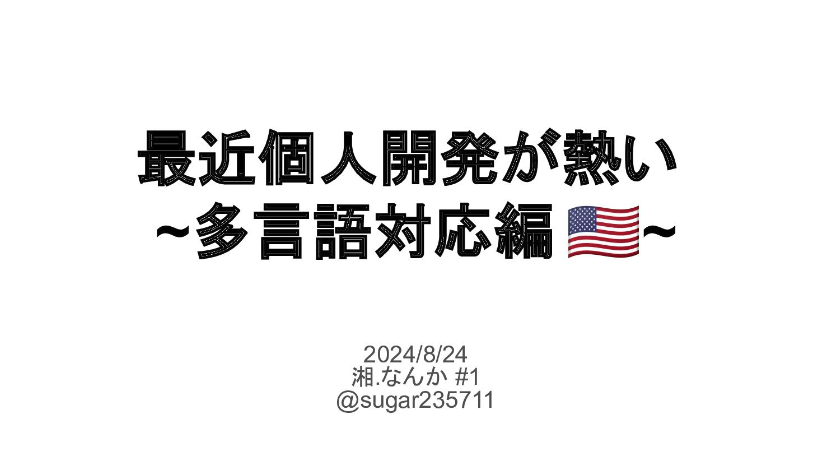 最近個人開発が熱い
~多言語対応編 🇺🇸~
2024/8/24
湘.なんか #1
@sugar235711